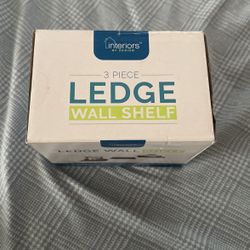 interiors
BY DESIGN
3 PIECE
LEDGE
WALL SHELF
LEDGE WALL SHELF